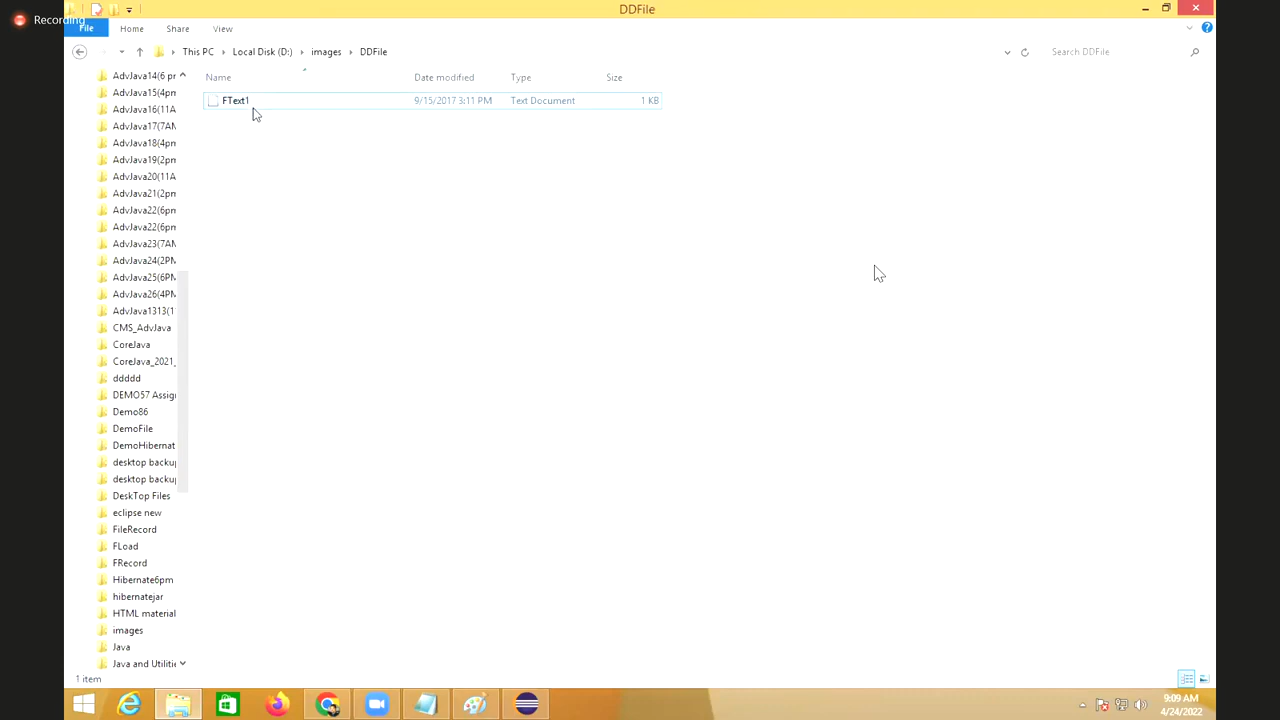 Recording
DDFile
File Home Share View
This PC Local Disk (D:) images DDFile
Search DDFile
Name Date modified Type Size
FText1 9/15/2017 3:11 PM Text Document 1 KB
AdvJava14(6 pr
AdvJava15(4pm
AdvJava16(11A
AdvJava17(7AN
AdvJava18(4pm
AdvJava19(2pm
AdvJava20(11A
AdvJava21(2pm
AdvJava22(6pm
AdvJava22(6pm
AdvJava23(7AM
AdvJava24(2PM
AdvJava25(6PM
AdvJava26(4PM
AdvJava1313(1
CMS_AdvJava
CoreJava
CoreJava_2021_
ddddd
DEMO57 Assign
Demo86
DemoFile
DemoHibernat
desktop backup
desktop backup
DeskTop Files
eclipse new
FileRecord
FLoad
FRecord
Hibernate6pm
hibernatejar
HTML material
images
Java
Java and Utilitie
1 item
9:09 AM
4/24/2022